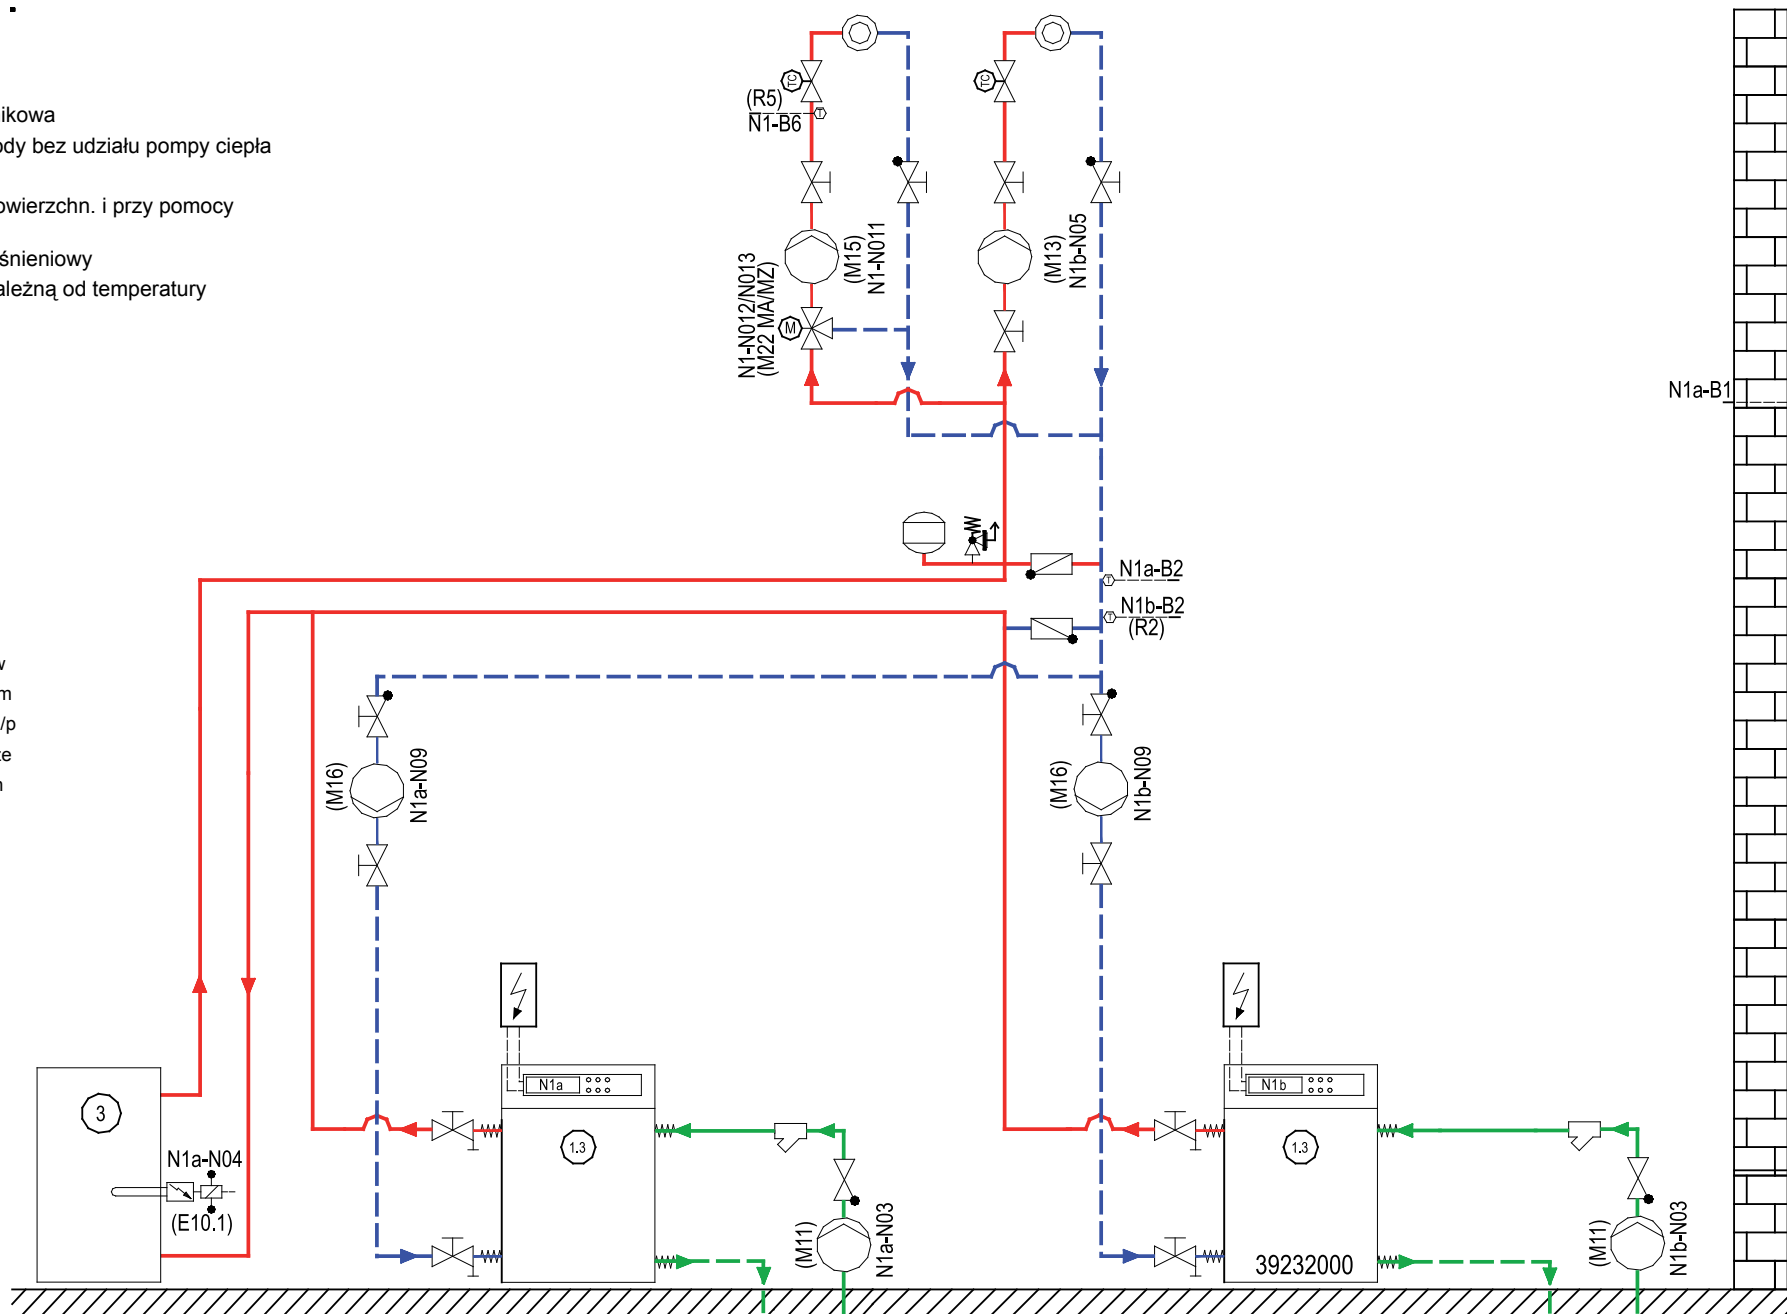 ikowa
ody bez udziału pompy ciepła
owierzchn. i przy pomocy
śnieniowy
ależną od temperatury
w
m
/p
te
h
TC
TC
(R5)
N1-B6
(M15)
N1-N011
(M13)
N1b-N05
N1-N012/N013
(M22 MA/MZ)
M
N1a-B1
T
N1a-B2
T
N1b-B2
(R2)
T
(M16)
N1a-N09
(M16)
N1b-N09
3
N1a-N04
(E10.1)
N1a
1.3
(M11)
N1a-N03
N1b
1.3
39232000
(M11)
N1b-N03